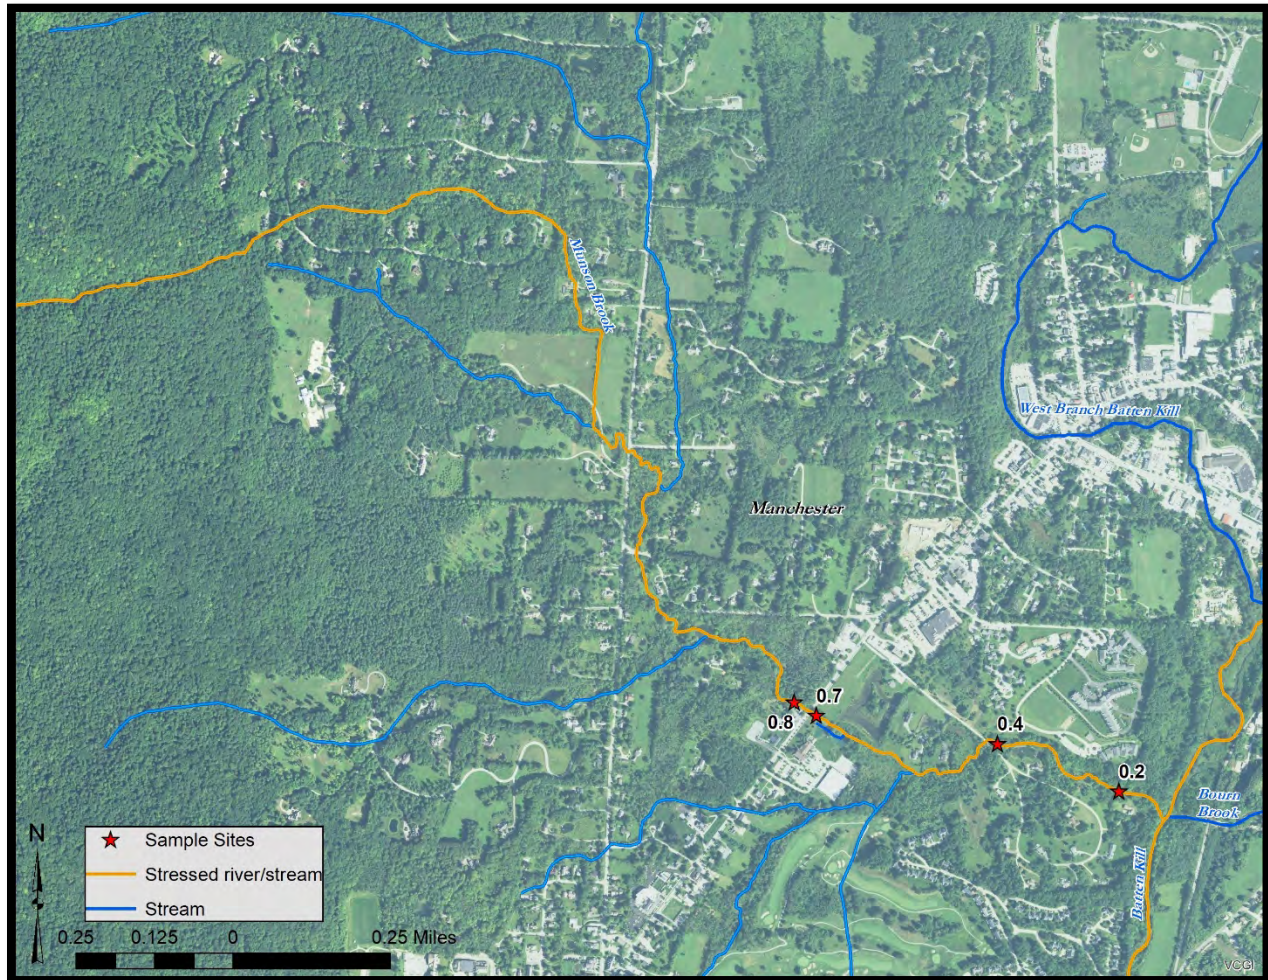 Munson Brook
West Branch Batten Kill
Manchester
0.7
0.8
0.4
0.2
Bourn
Brook
Batten Kill
N
Sample Sites
Stressed river/stream
Stream
0.25 0.125 0 0.25 Miles
VCGI